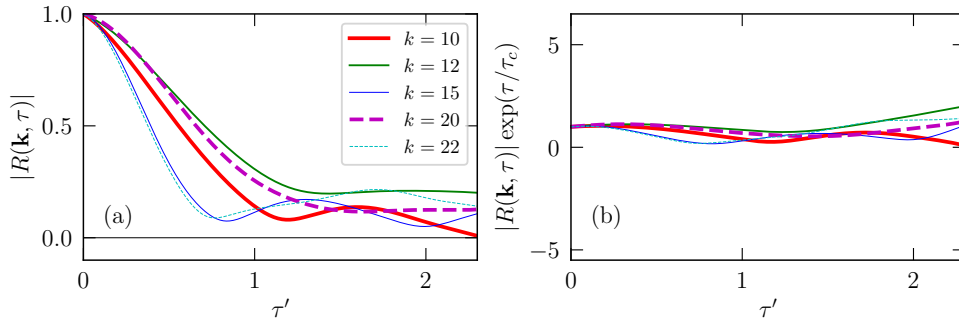 1.0
0.5
0.0
|R(k, τ)|
k = 10
k = 12
k = 15
k = 20
k = 22
(a)
0
1
2
τ′
5
0
−5
|R(k, τ)| exp(τ/τc)
(b)
0
1
2
τ′